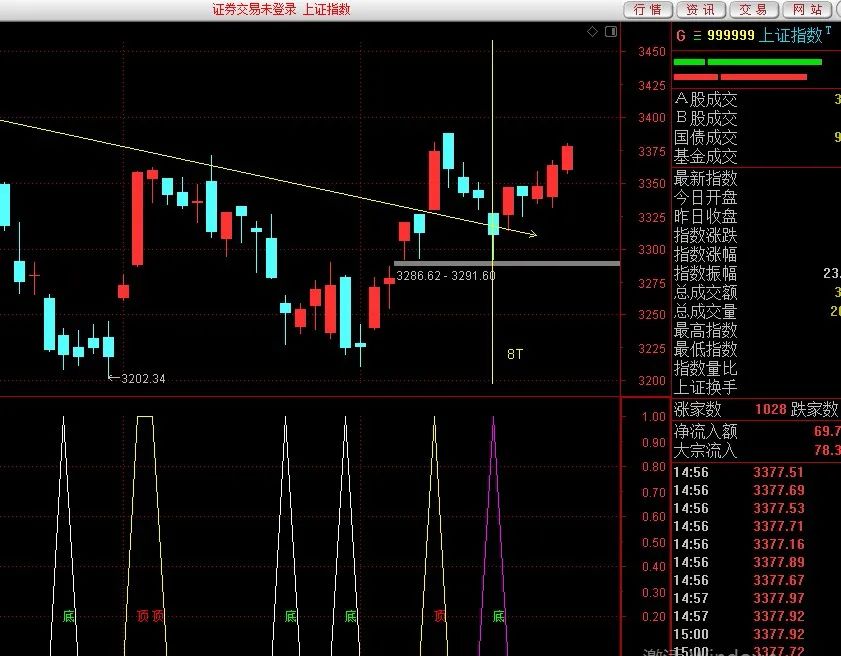 证券交易未登录 上证指数
行情 资讯 交易 网站
G 999999 上证指数 T
3450
3425
3400
3375
3350
3325
3300
3275
3250
3225
3200
3286.62 - 3291.60
8T
←3202.34
A股成交
B股成交
国债成交
基金成交
最新指数
今日开盘
昨日收盘
指数涨跌
指数涨幅
指数振幅 23.
总成交额
总成交量 20
最高指数
最低指数
指数量比
上证换手
涨家数 1028 跌家数
净流入额 69.7
大宗流入 78.3
1.00
0.90
0.80
0.70
0.60
0.50
0.40
0.30
0.20
底 顶 顶 底 底 顶 底
14:56 3377.51
14:56 3377.69
14:56 3377.53
14:56 3377.71
14:56 3377.16
14:56 3377.89
14:56 3377.67
14:57 3377.97
14:57 3377.92
15:00 3377.92
15:00 3377.72